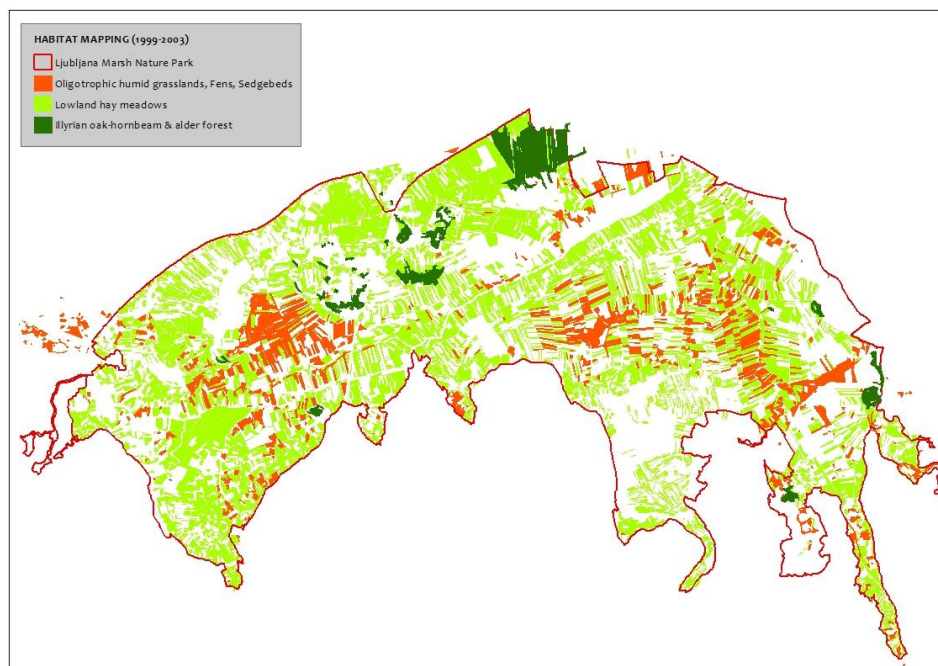 HABITAT MAPPING (1999-2003)
Ljubljana Marsh Nature Park
Oligotrophic humid grasslands, Fens, Sedgebeds
Lowland hay meadows
Illyrian oak-hornbeam & alder forest